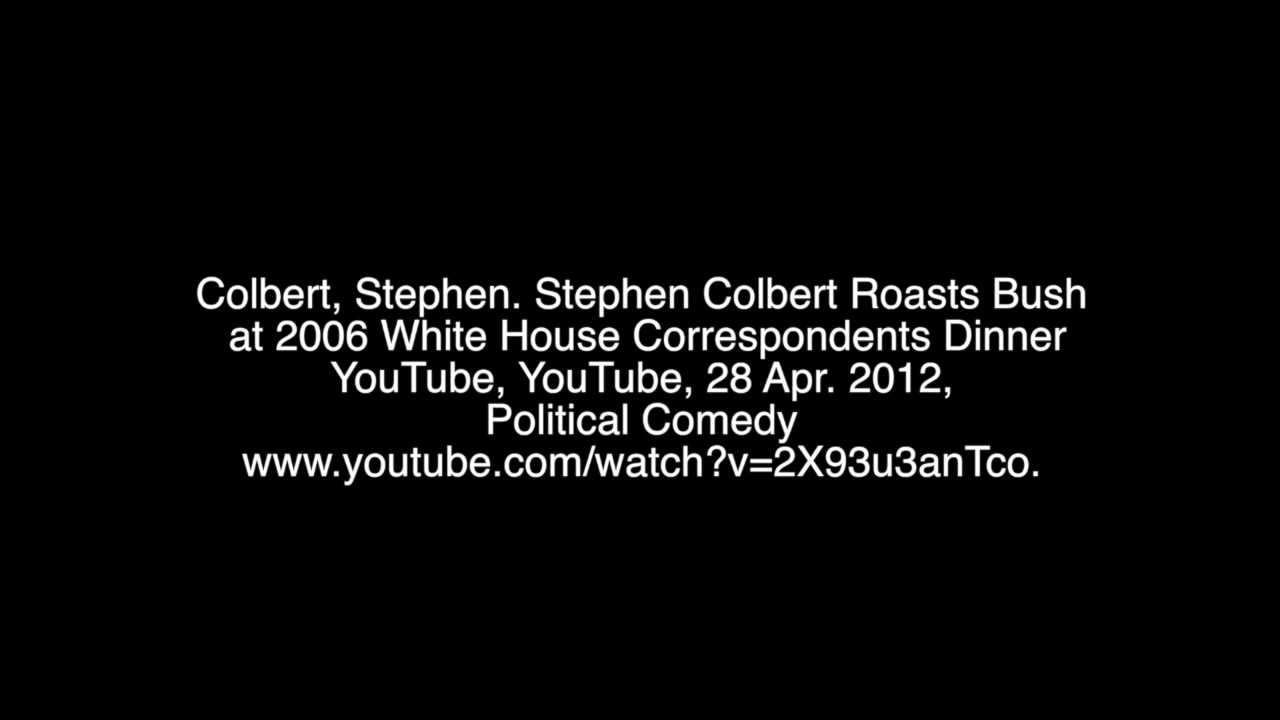 Colbert, Stephen. Stephen Colbert Roasts Bush
at 2006 White House Correspondents Dinner
YouTube, YouTube, 28 Apr. 2012,
Political Comedy
www.youtube.com/watch?v=2X93u3anTco.